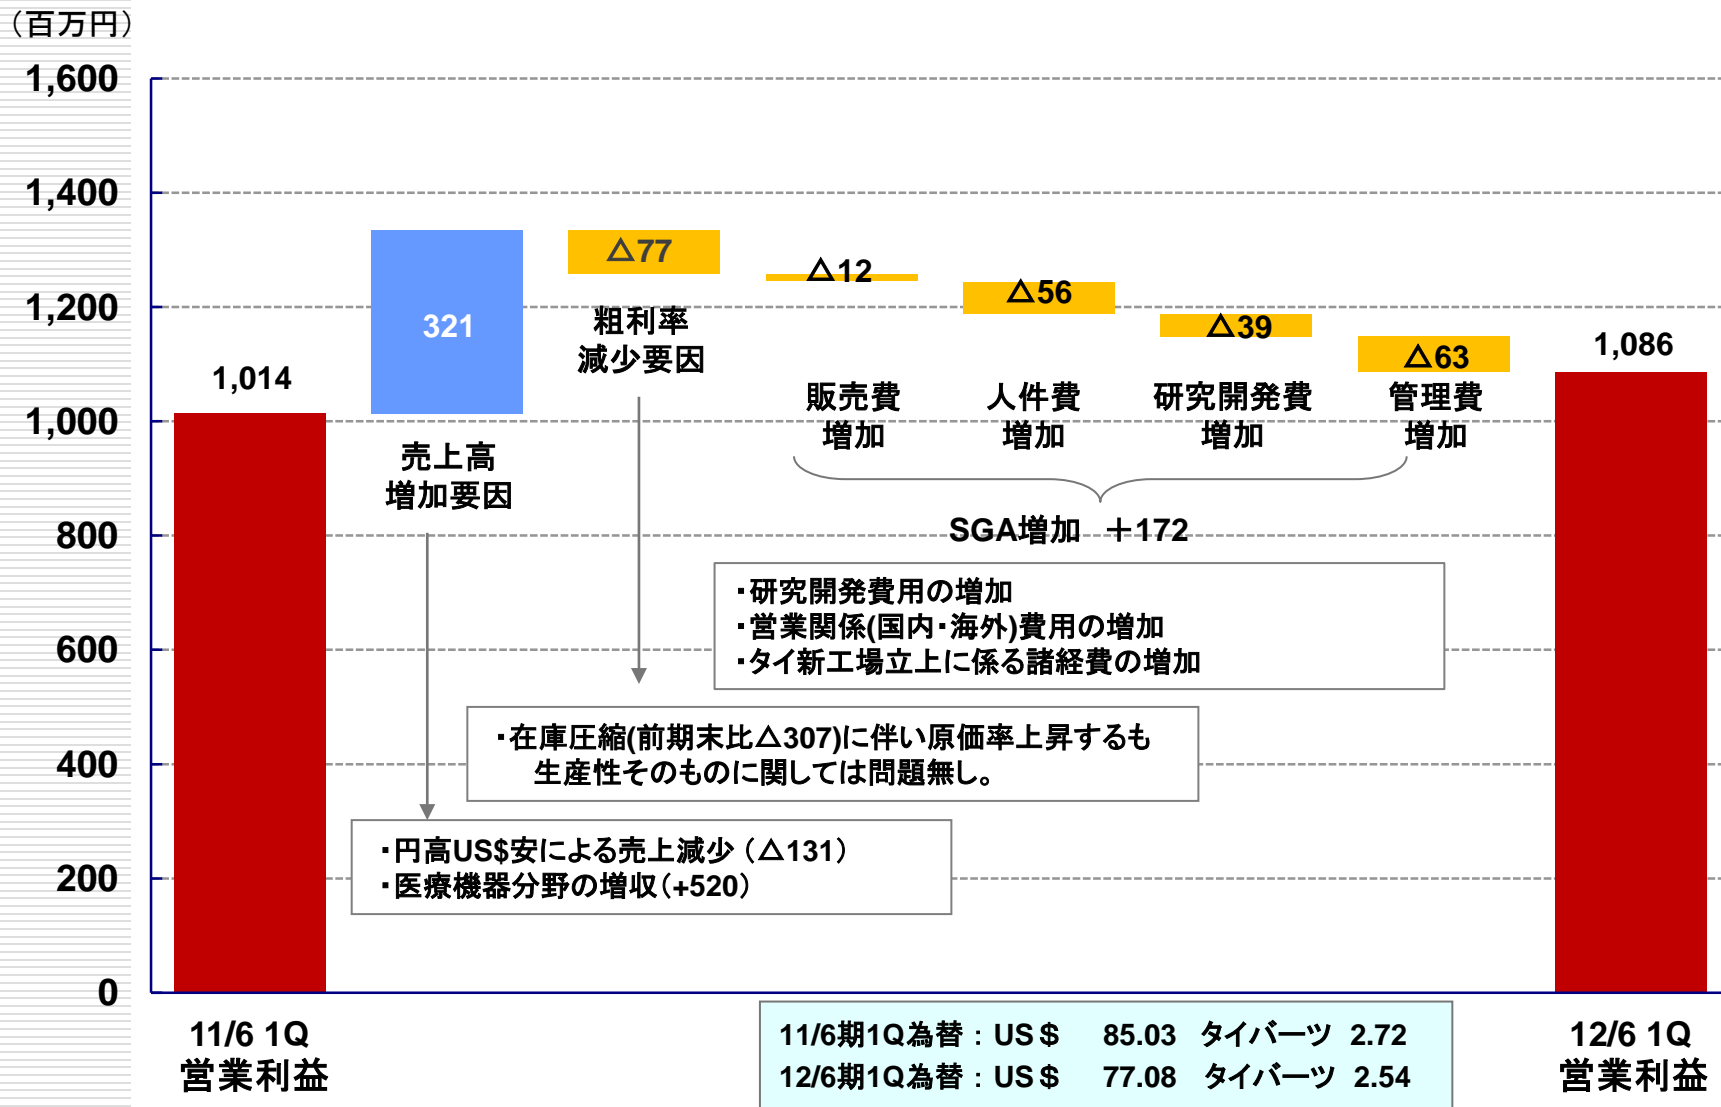 （百万円）
1,600
1,400
1,200
1,000
800
600
400
200
0
1,014
321
△77
△12
△56
△39
△63
1,086
売上高
増加要因
粗利率
減少要因
販売費
増加
人件費
増加
研究開発費
増加
管理費
増加
SGA増加　＋172
・研究開発費用の増加
・営業関係(国内・海外)費用の増加
・タイ新工場立上に係る諸経費の増加
・在庫圧縮(前期末比△307)に伴い原価率上昇するも
生産性そのものに関しては問題無し。
・円高US$安による売上減少（△131）
・医療機器分野の増収（+520）
11/6 1Q
営業利益
12/6 1Q
営業利益
11/6期1Q為替：US＄　85.03　タイバーツ　2.72
12/6期1Q為替：US＄　77.08　タイバーツ　2.54